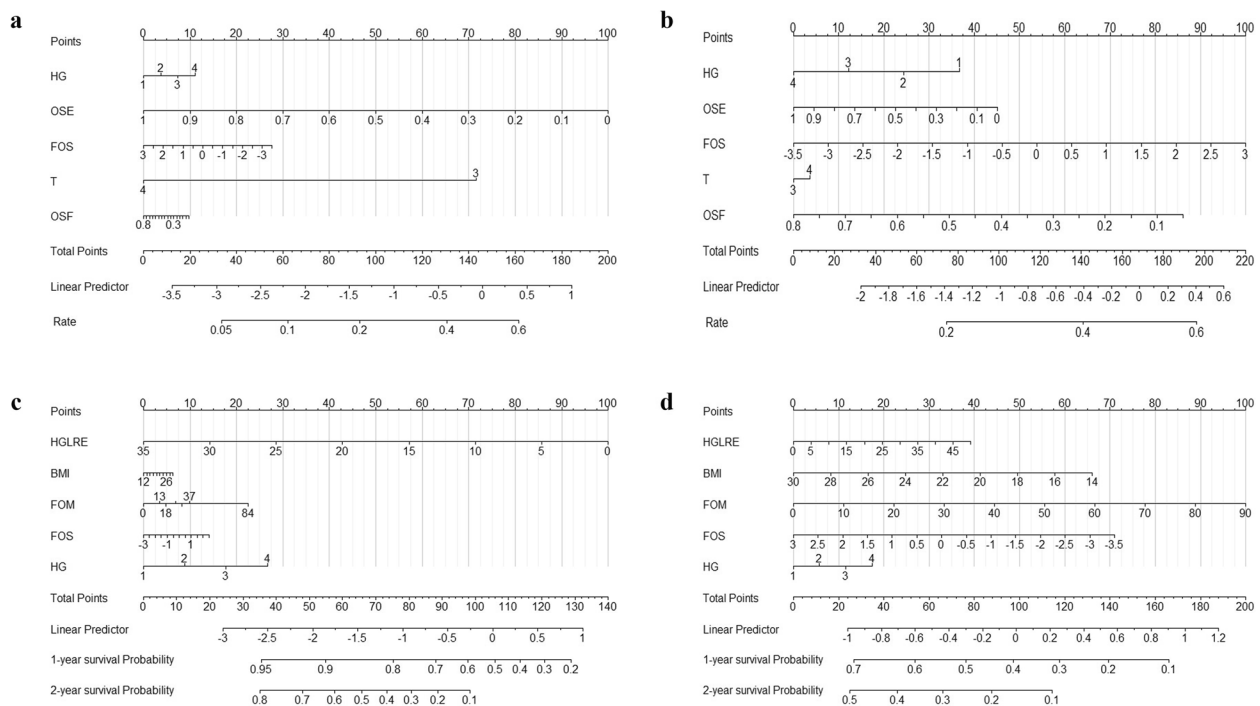 a
Points 0 10 20 30 40 50 60 70 80 90 100
HG 1 2 3 4
OSE 1 0.9 0.8 0.7 0.6 0.5 0.4 0.3 0.2 0.1 0
FOS 3 2 1 0 -1 -2 -3
T 4 3
OSF 0.8 0.3
Total Points 0 20 40 60 80 100 120 140 160 180 200
Linear Predictor -3.5 -3 -2.5 -2 -1.5 -1 -0.5 0 0.5 1
Rate 0.05 0.1 0.2 0.4 0.6
b
Points 0 10 20 30 40 50 60 70 80 90 100
HG 4 3 2 1
OSE 1 0.9 0.7 0.5 0.3 0.1 0
FOS -3.5 -3 -2.5 -2 -1.5 -1 -0.5 0 0.5 1 1.5 2 2.5 3
T 3 4
OSF 0.8 0.7 0.6 0.5 0.4 0.3 0.2 0.1
Total Points 0 20 40 60 80 100 120 140 160 180 200 220
Linear Predictor -2 -1.8 -1.6 -1.4 -1.2 -1 -0.8 -0.6 -0.4 -0.2 0 0.2 0.4 0.6
Rate 0.2 0.4 0.6
c
Points 0 10 20 30 40 50 60 70 80 90 100
HGLRE 35 30 25 20 15 10 5 0
BMI 12 26
FOM 0 13 18 37 84
FOS -3 -1 1
HG 1 2 3 4
Total Points 0 10 20 30 40 50 60 70 80 90 100 110 120 130 140
Linear Predictor -3 -2.5 -2 -1.5 -1 -0.5 0 0.5 1
1-year survival Probability 0.95 0.9 0.8 0.7 0.6 0.5 0.4 0.3 0.2
2-year survival Probability 0.8 0.7 0.6 0.5 0.4 0.3 0.2 0.1
d
Points 0 10 20 30 40 50 60 70 80 90 100
HGLRE 0 5 15 25 35 45
BMI 30 28 26 24 22 20 18 16 14
FOM 0 10 20 30 40 50 60 70 80 90
FOS 3 2.5 2 1.5 1 0.5 0 -0.5 -1 -1.5 -2 -2.5 -3 -3.5
HG 1 2 3 4
Total Points 0 20 40 60 80 100 120 140 160 180 200
Linear Predictor -1 -0.8 -0.6 -0.4 -0.2 0 0.2 0.4 0.6 0.8 1 1.2
1-year survival Probability 0.7 0.6 0.5 0.4 0.3 0.2 0.1
2-year survival Probability 0.5 0.4 0.3 0.2 0.1